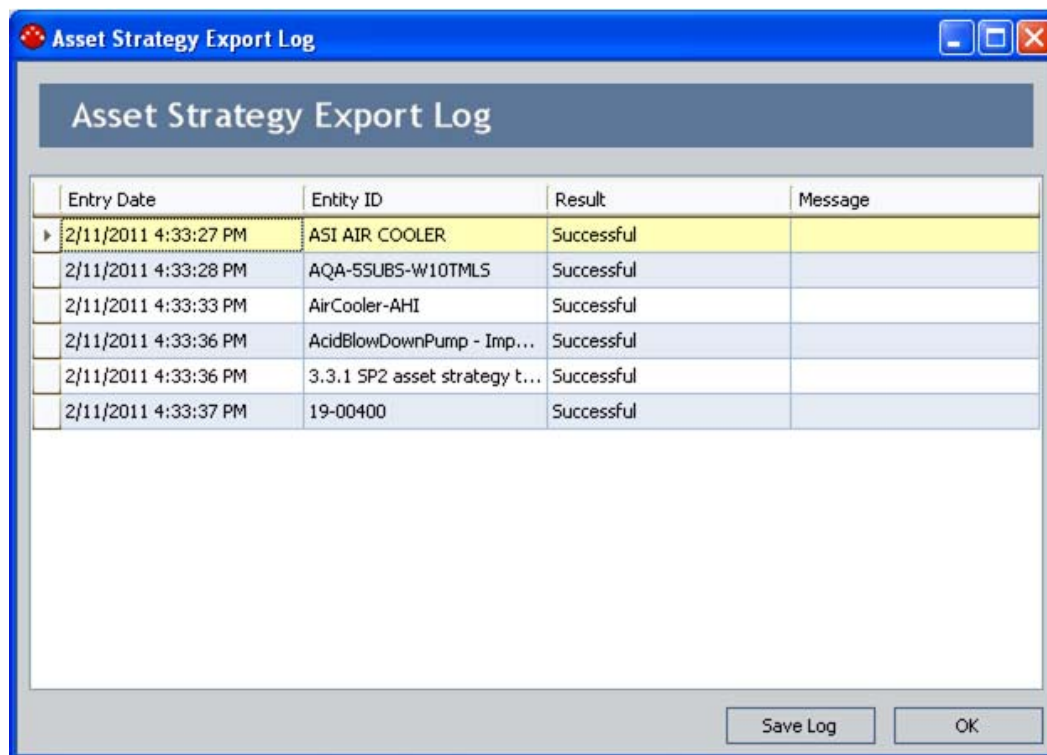 Asset Strategy Export Log
Asset Strategy Export Log
Entry Date Entity ID Result Message
2/11/2011 4:33:27 PM ASI AIR COOLER Successful
2/11/2011 4:33:28 PM AQA-5SUBS-W10TMLS Successful
2/11/2011 4:33:33 PM AirCooler-AHI Successful
2/11/2011 4:33:36 PM AcidBlowDownPump - Imp... Successful
2/11/2011 4:33:36 PM 3.3.1 SP2 asset strategy t... Successful
2/11/2011 4:33:37 PM 19-00400 Successful
Save Log OK